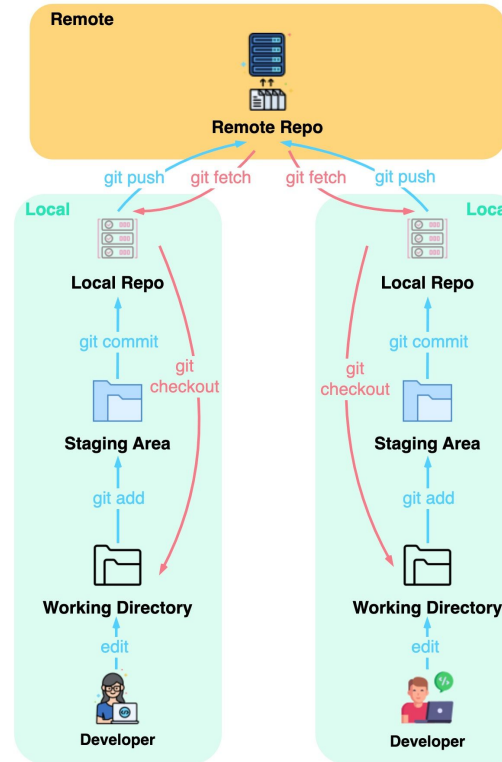 Remote
Remote Repo
git push
git fetch
git fetch
git push
Local
Loca
Local Repo
Local Repo
git commit
git commit
git
checkout
git
checkout
Staging Area
Staging Area
git add
git add
Working Directory
Working Directory
edit
edit
Developer
Developer